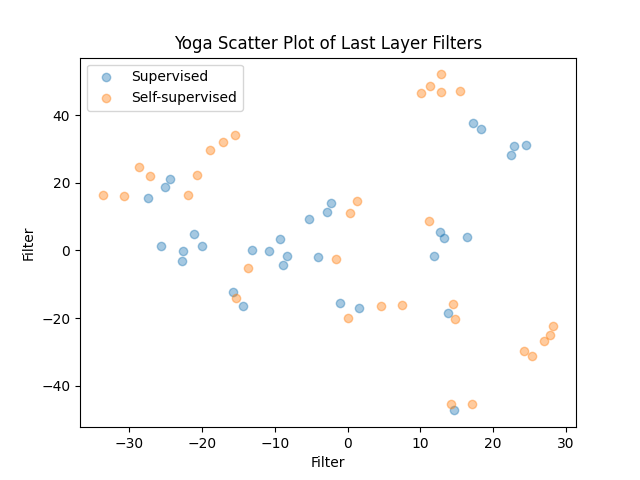 Yoga Scatter Plot of Last Layer Filters
Supervised
Self-supervised
40
20
0
−20
−40
Filter
−30 −20 −10 0 10 20 30
Filter